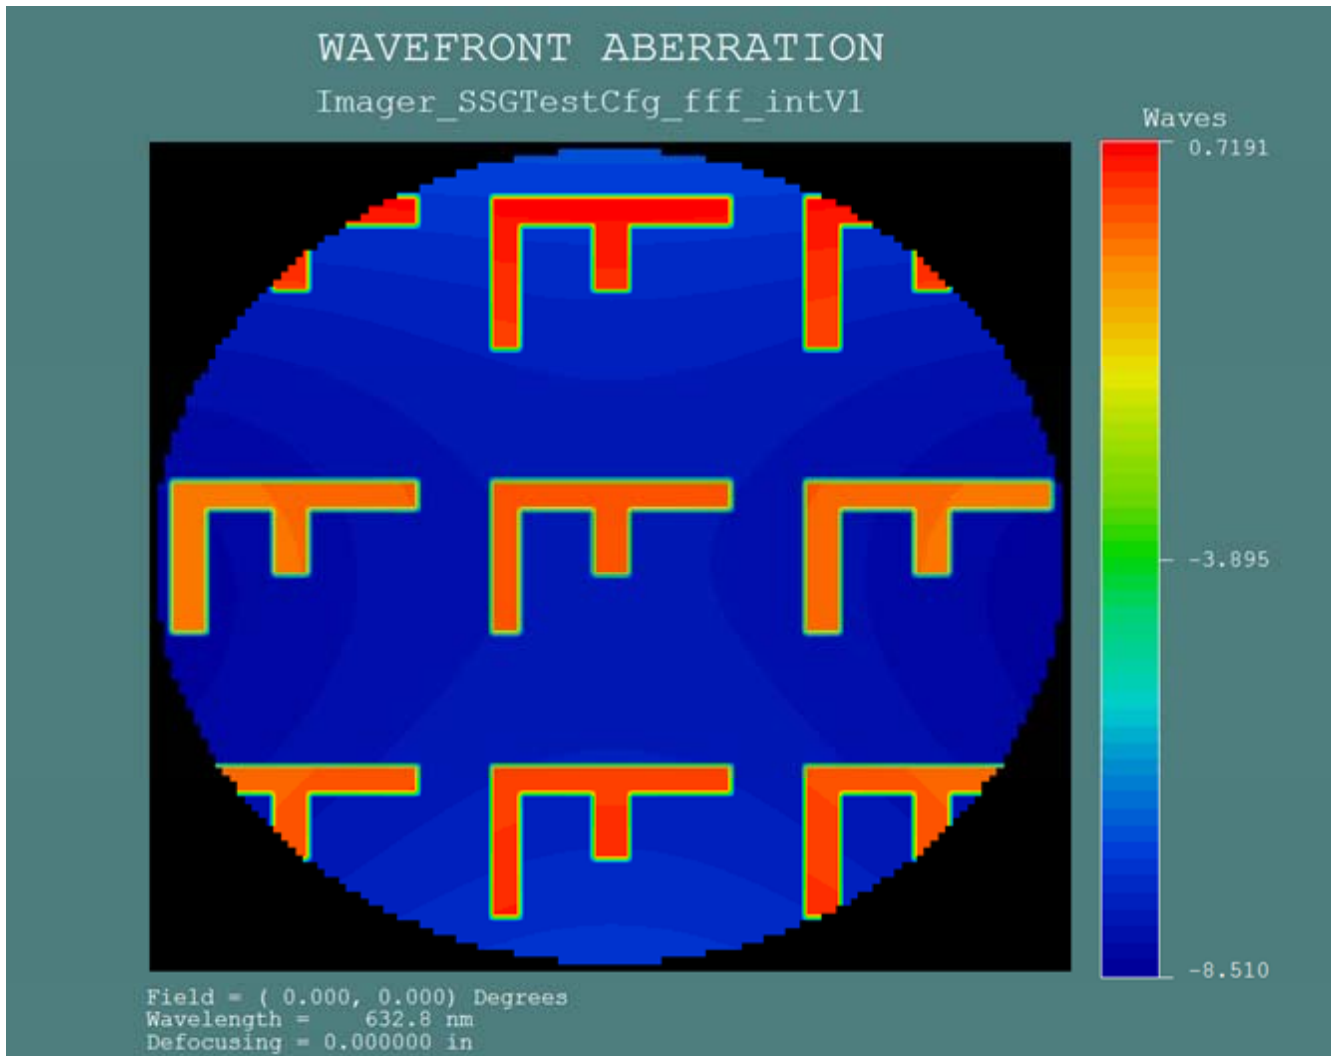 WAVEFRONT ABERRATION
Imager_SSGTestCfg_fff_intV1
Waves
0.7191
-3.895
-8.510
Field = ( 0.000, 0.000) Degrees
Wavelength = 632.8 nm
Defocusing = 0.000000 in